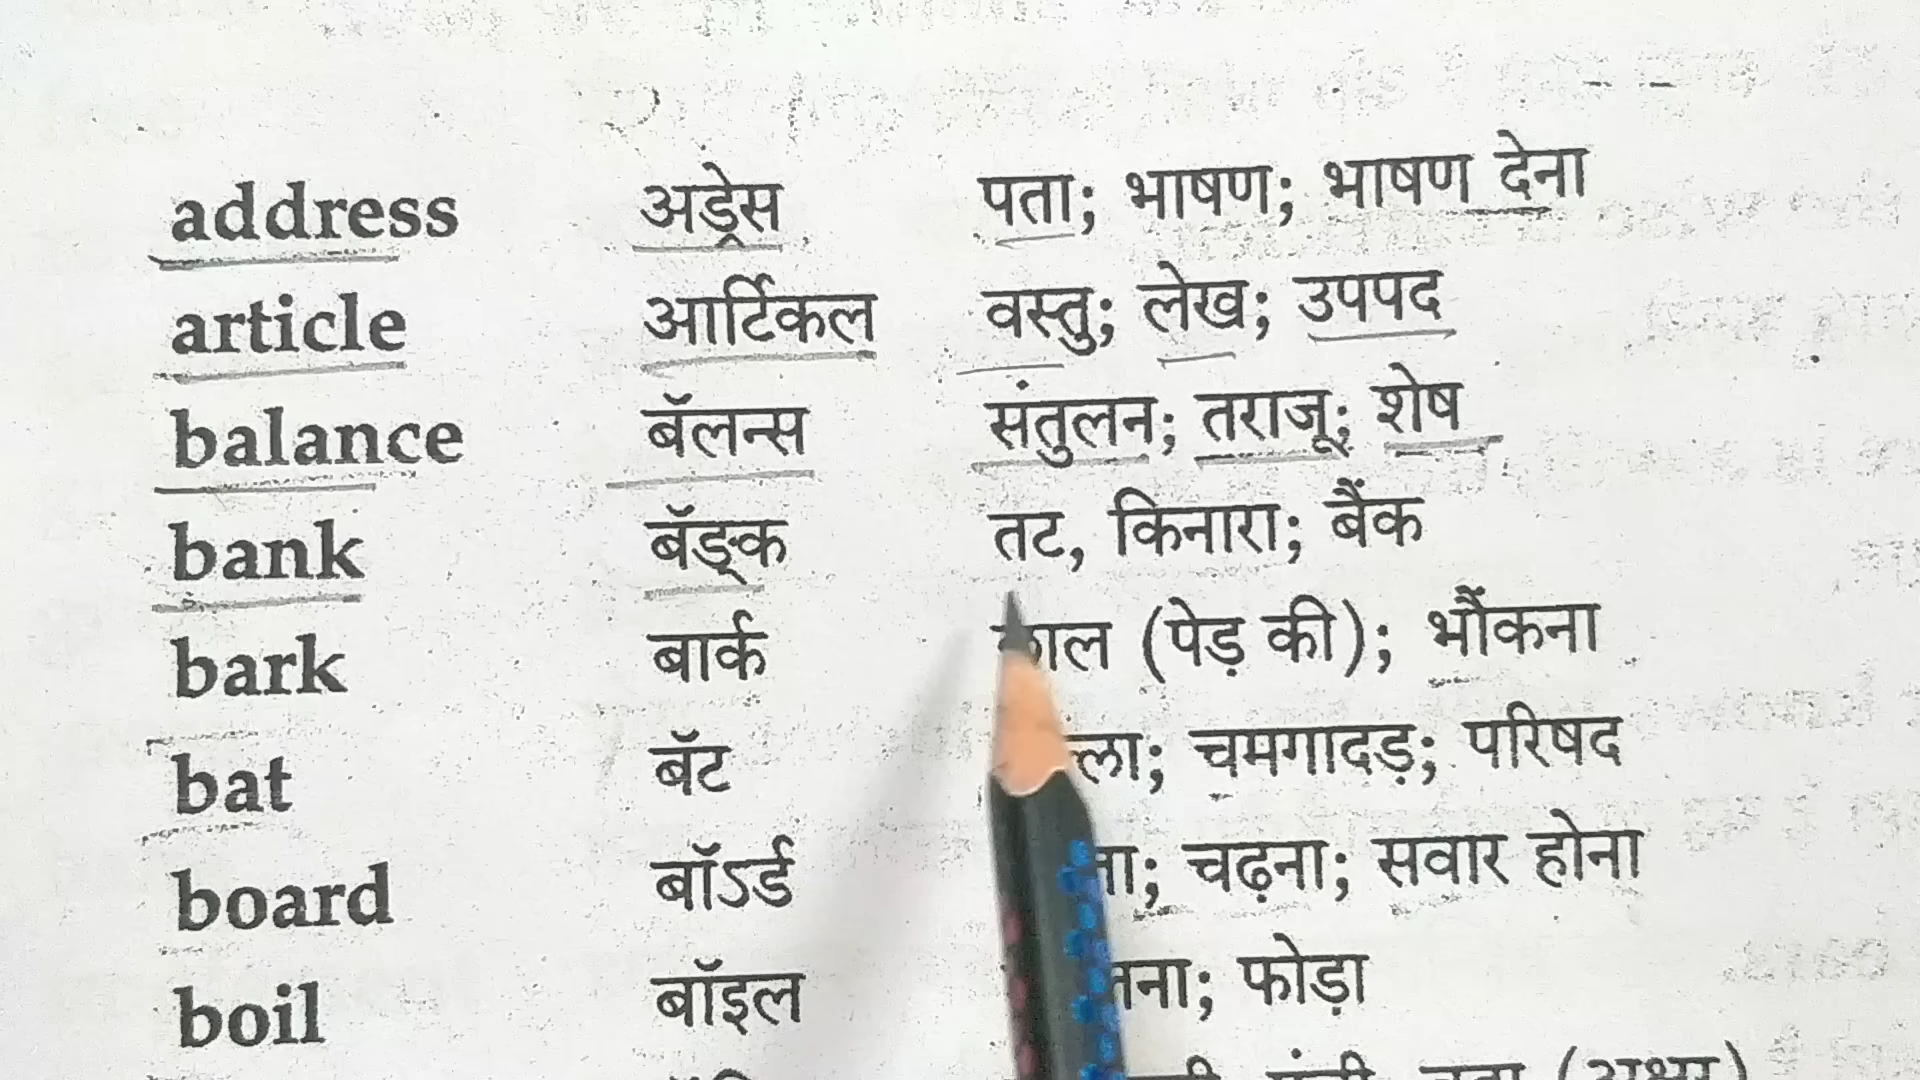 address अड्रेस पता; भाषण; भाषण देना
article आर्टिकल वस्तु; लेख; उपपद
balance बॅलन्स संतुलन; तराजू; शेष
bank बॅङ्क तट, किनारा; बैंक
bark बार्क (पेड़ की); भौंकना
bat बॅट चमगादड़; परिषद
board बॉऽर्ड चढ़ना; सवार होना
boil बॉइल फोड़ा